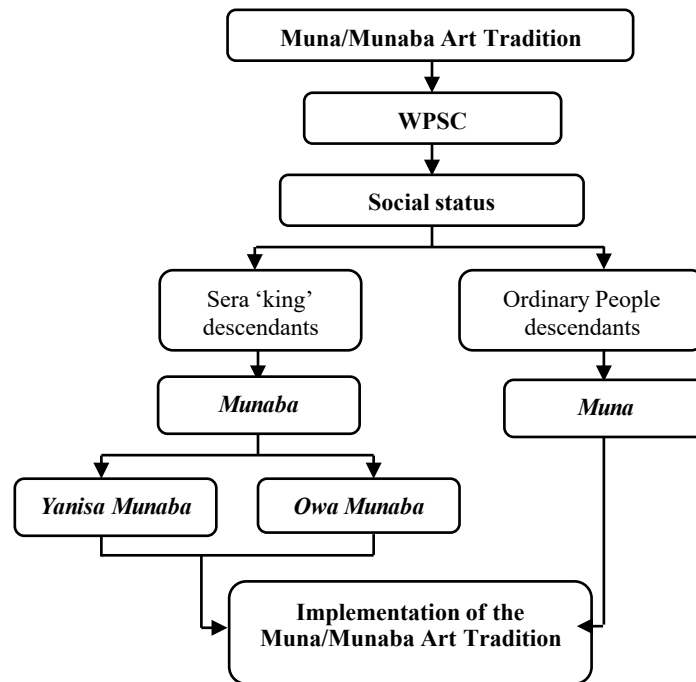 Muna/Munaba Art Tradition
WPSC
Social status
Sera ‘king’
descendants
Ordinary People
descendants
Munaba
Muna
Yanisa Munaba
Owa Munaba
Implementation of the
Muna/Munaba Art Tradition